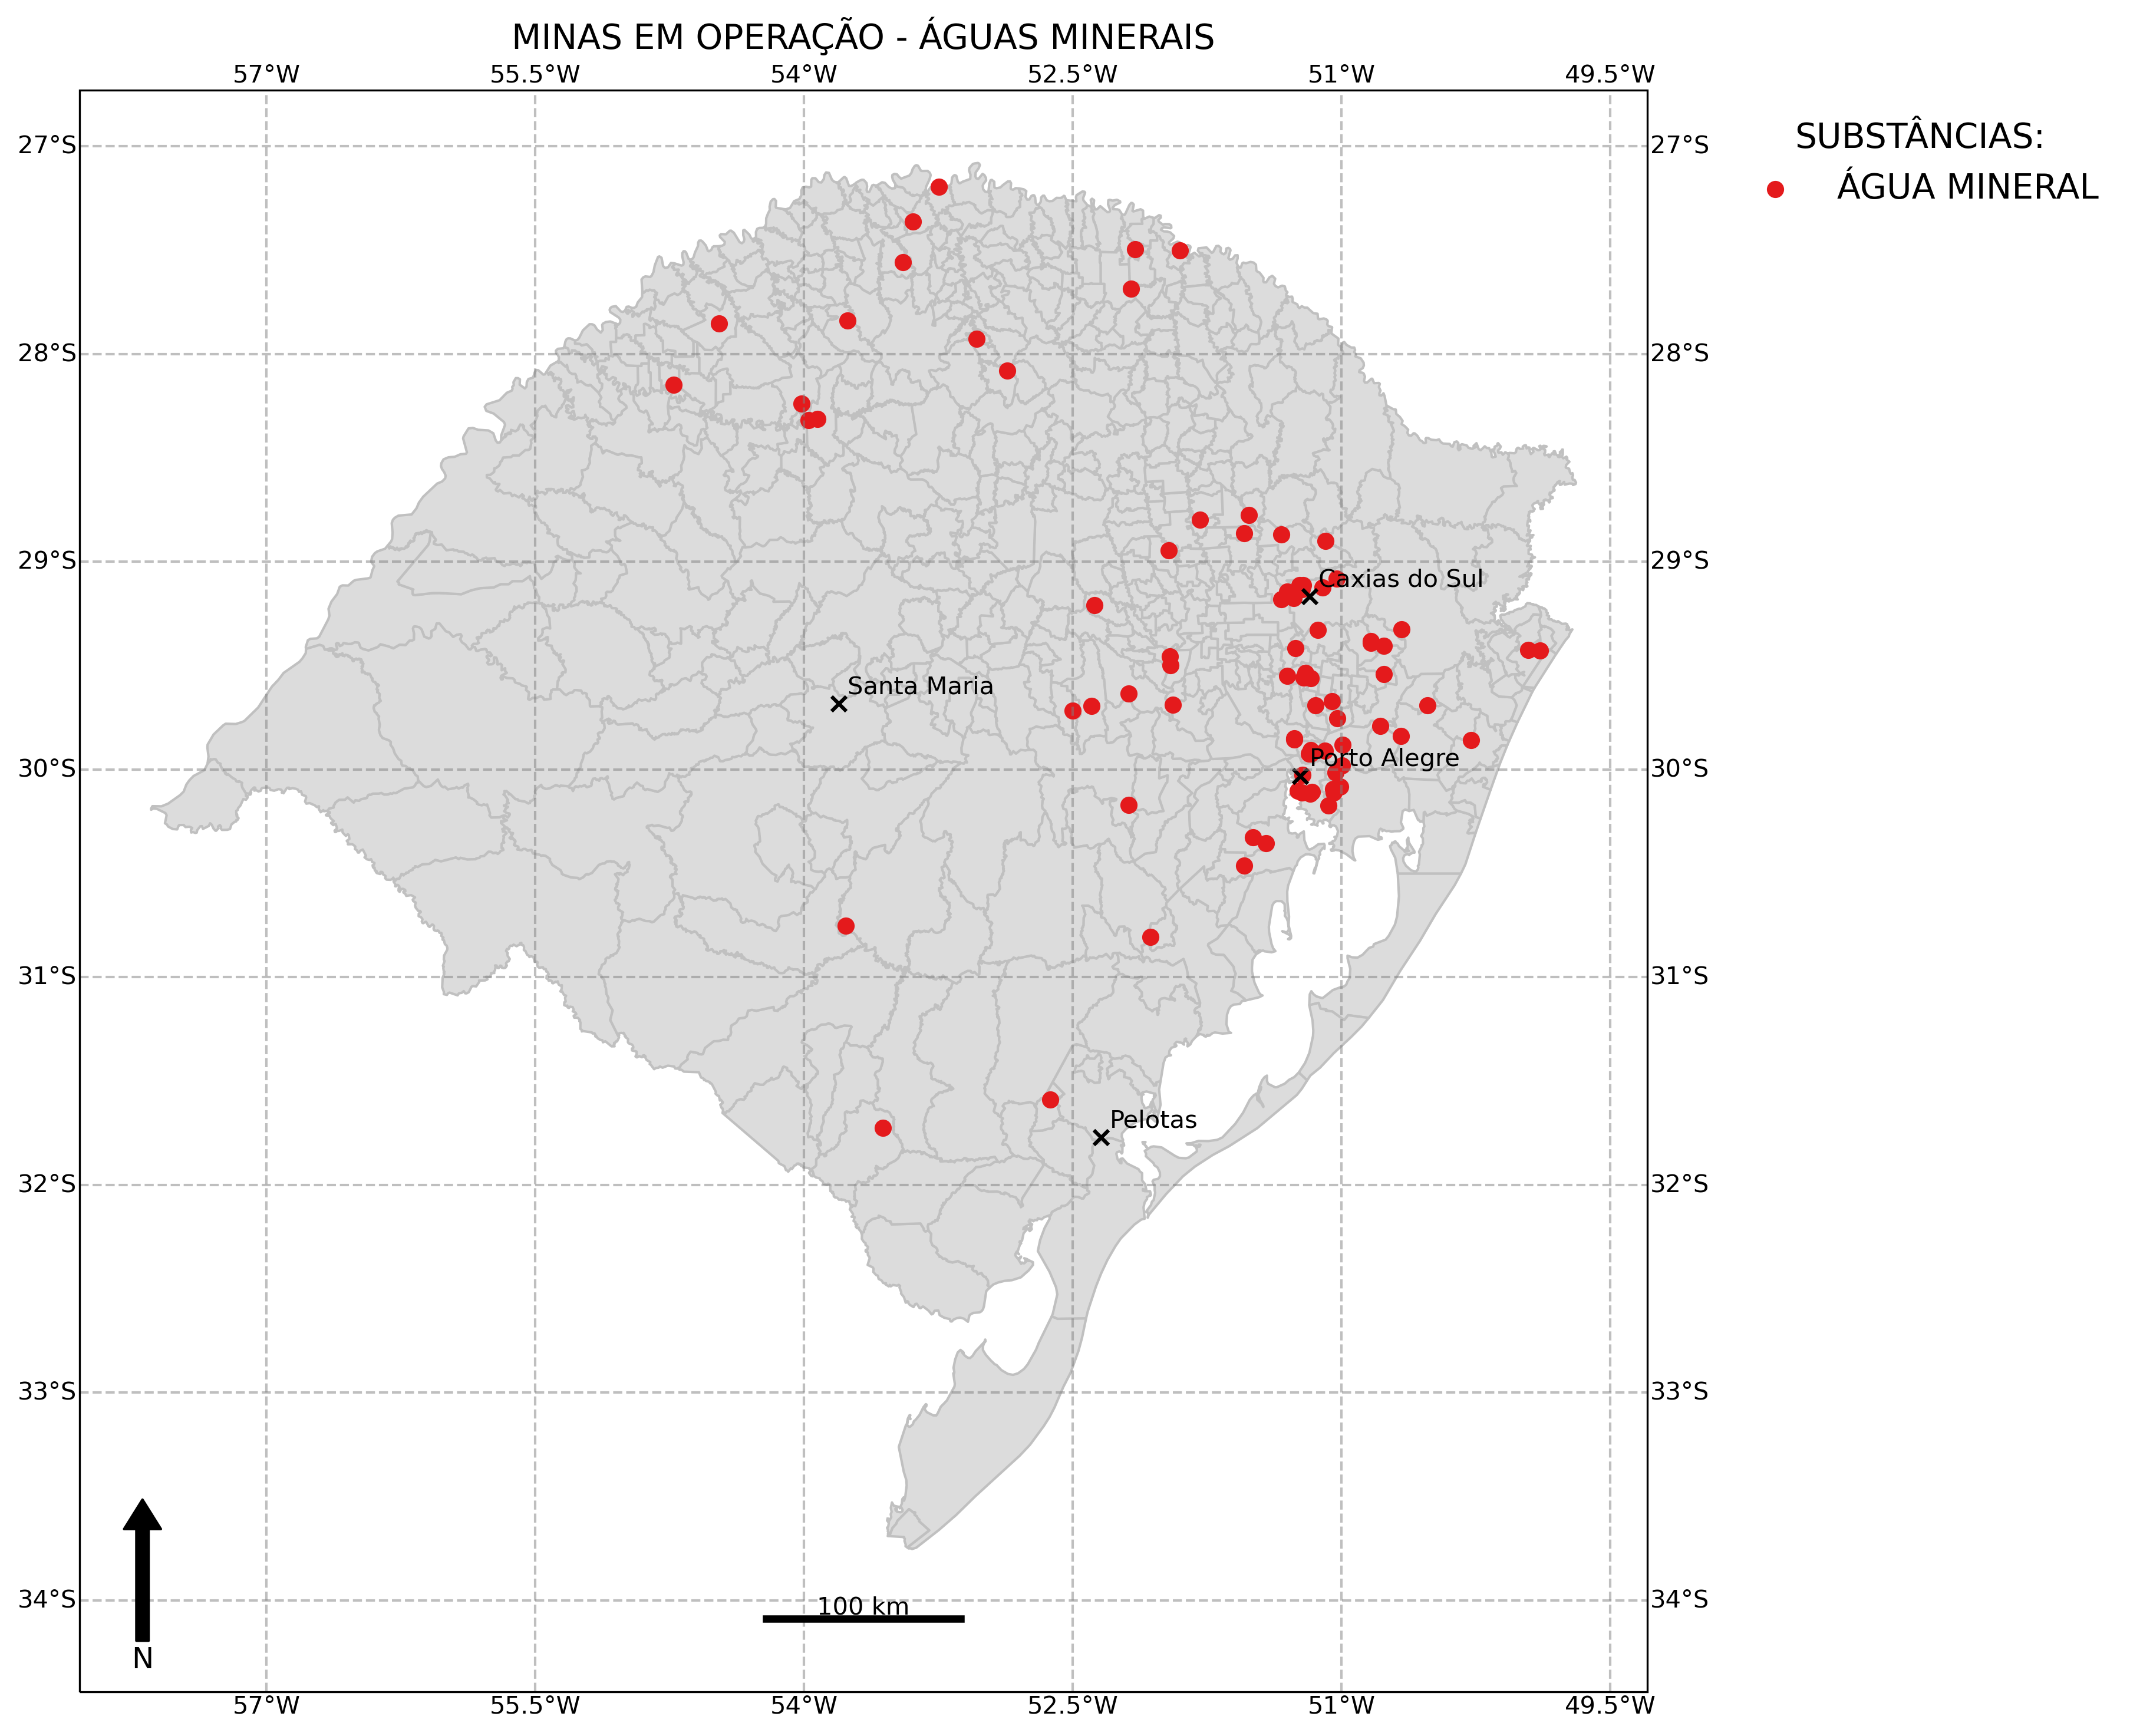 MINAS EM OPERAÇÃO - ÁGUAS MINERAIS
57°W 55.5°W 54°W 52.5°W 51°W 49.5°W
SUBSTÂNCIAS:
ÁGUA MINERAL
27°S 27°S
28°S 28°S
29°S 29°S
Caxias do Sul
Santa Maria
Porto Alegre
30°S 30°S
31°S 31°S
Pelotas
32°S 32°S
33°S 33°S
34°S 34°S
100 km
N
57°W 55.5°W 54°W 52.5°W 51°W 49.5°W